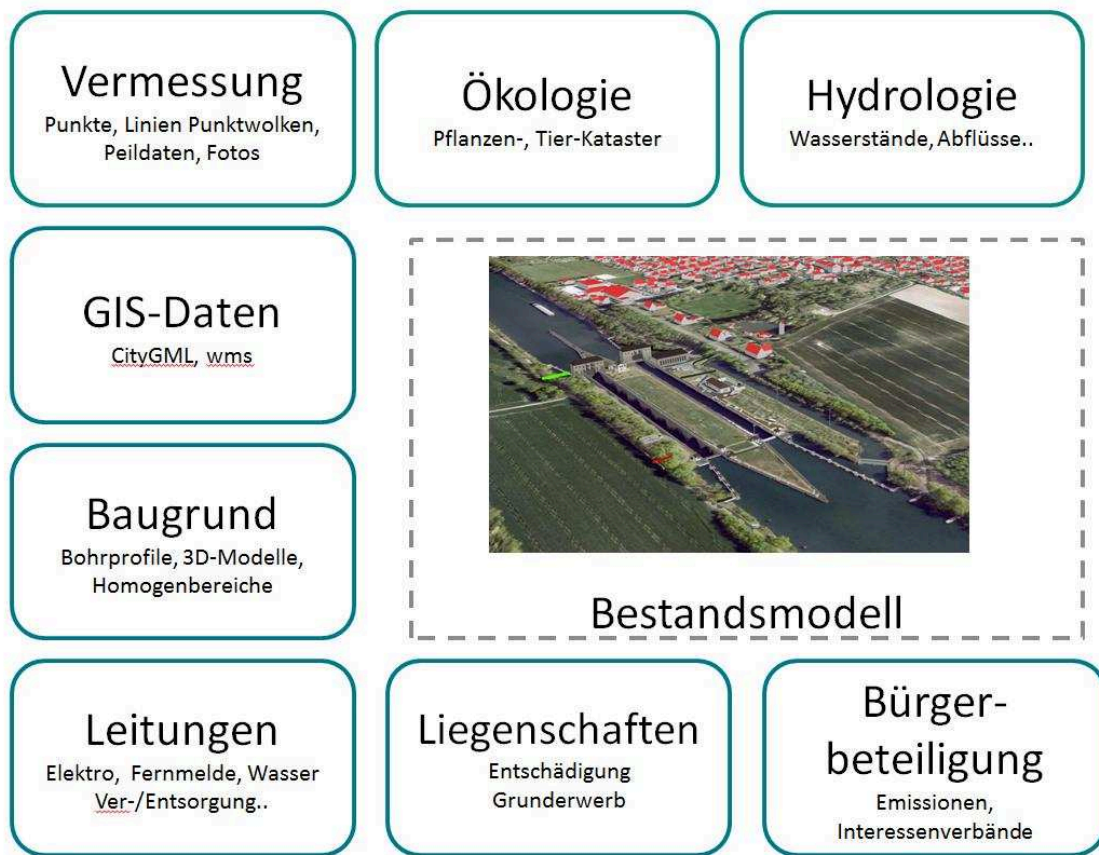 Vermessung
Punkte, Linien Punktwolken,
Peildaten, Fotos
Ökologie
Pflanzen-, Tier-Kataster
Hydrologie
Wasserstände, Abflüsse..
GIS-Daten
CityGML, wms
Baugrund
Bohrprofile, 3D-Modelle,
Homogenbereiche
Bestandsmodell
Leitungen
Elektro, Fernmelde, Wasser
Ver-/Entsorgung..
Liegenschaften
Entschädigung
Grunderwerb
Bürger-
beteiligung
Emissionen,
Interessenverbände